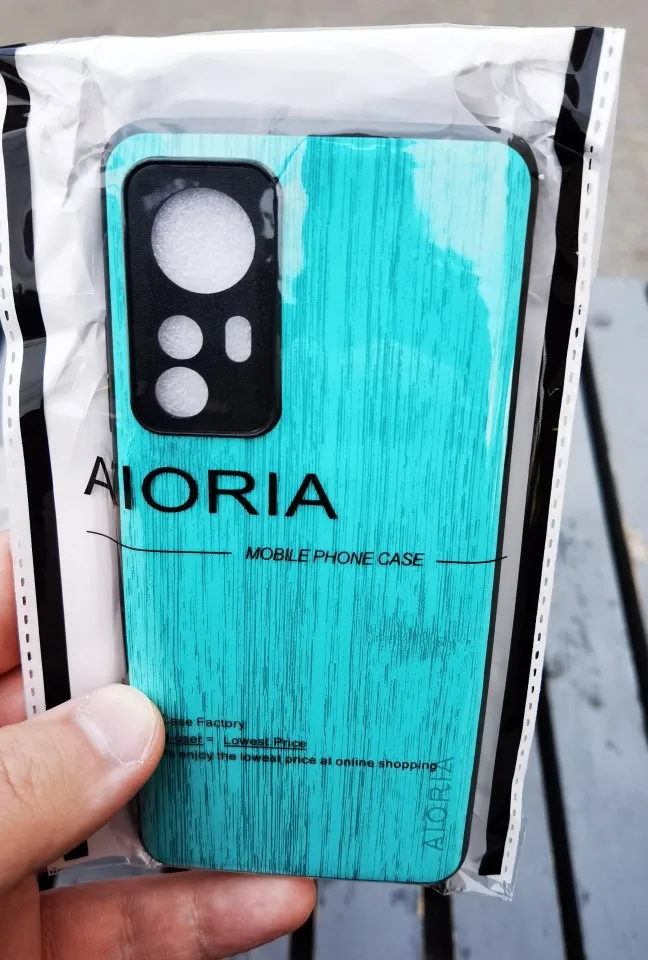 AIORIA
MOBILE PHONE CASE
Case Factory
= Lowest Price
enjoy the lowest price at online shopping
AIORIA